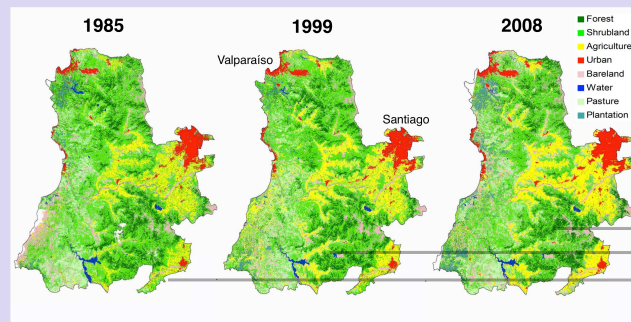 1985
1999
2008
Valparaíso
Santiago
Forest
Shrubland
Agriculture
Urban
Bareland
Water
Pasture
Plantation